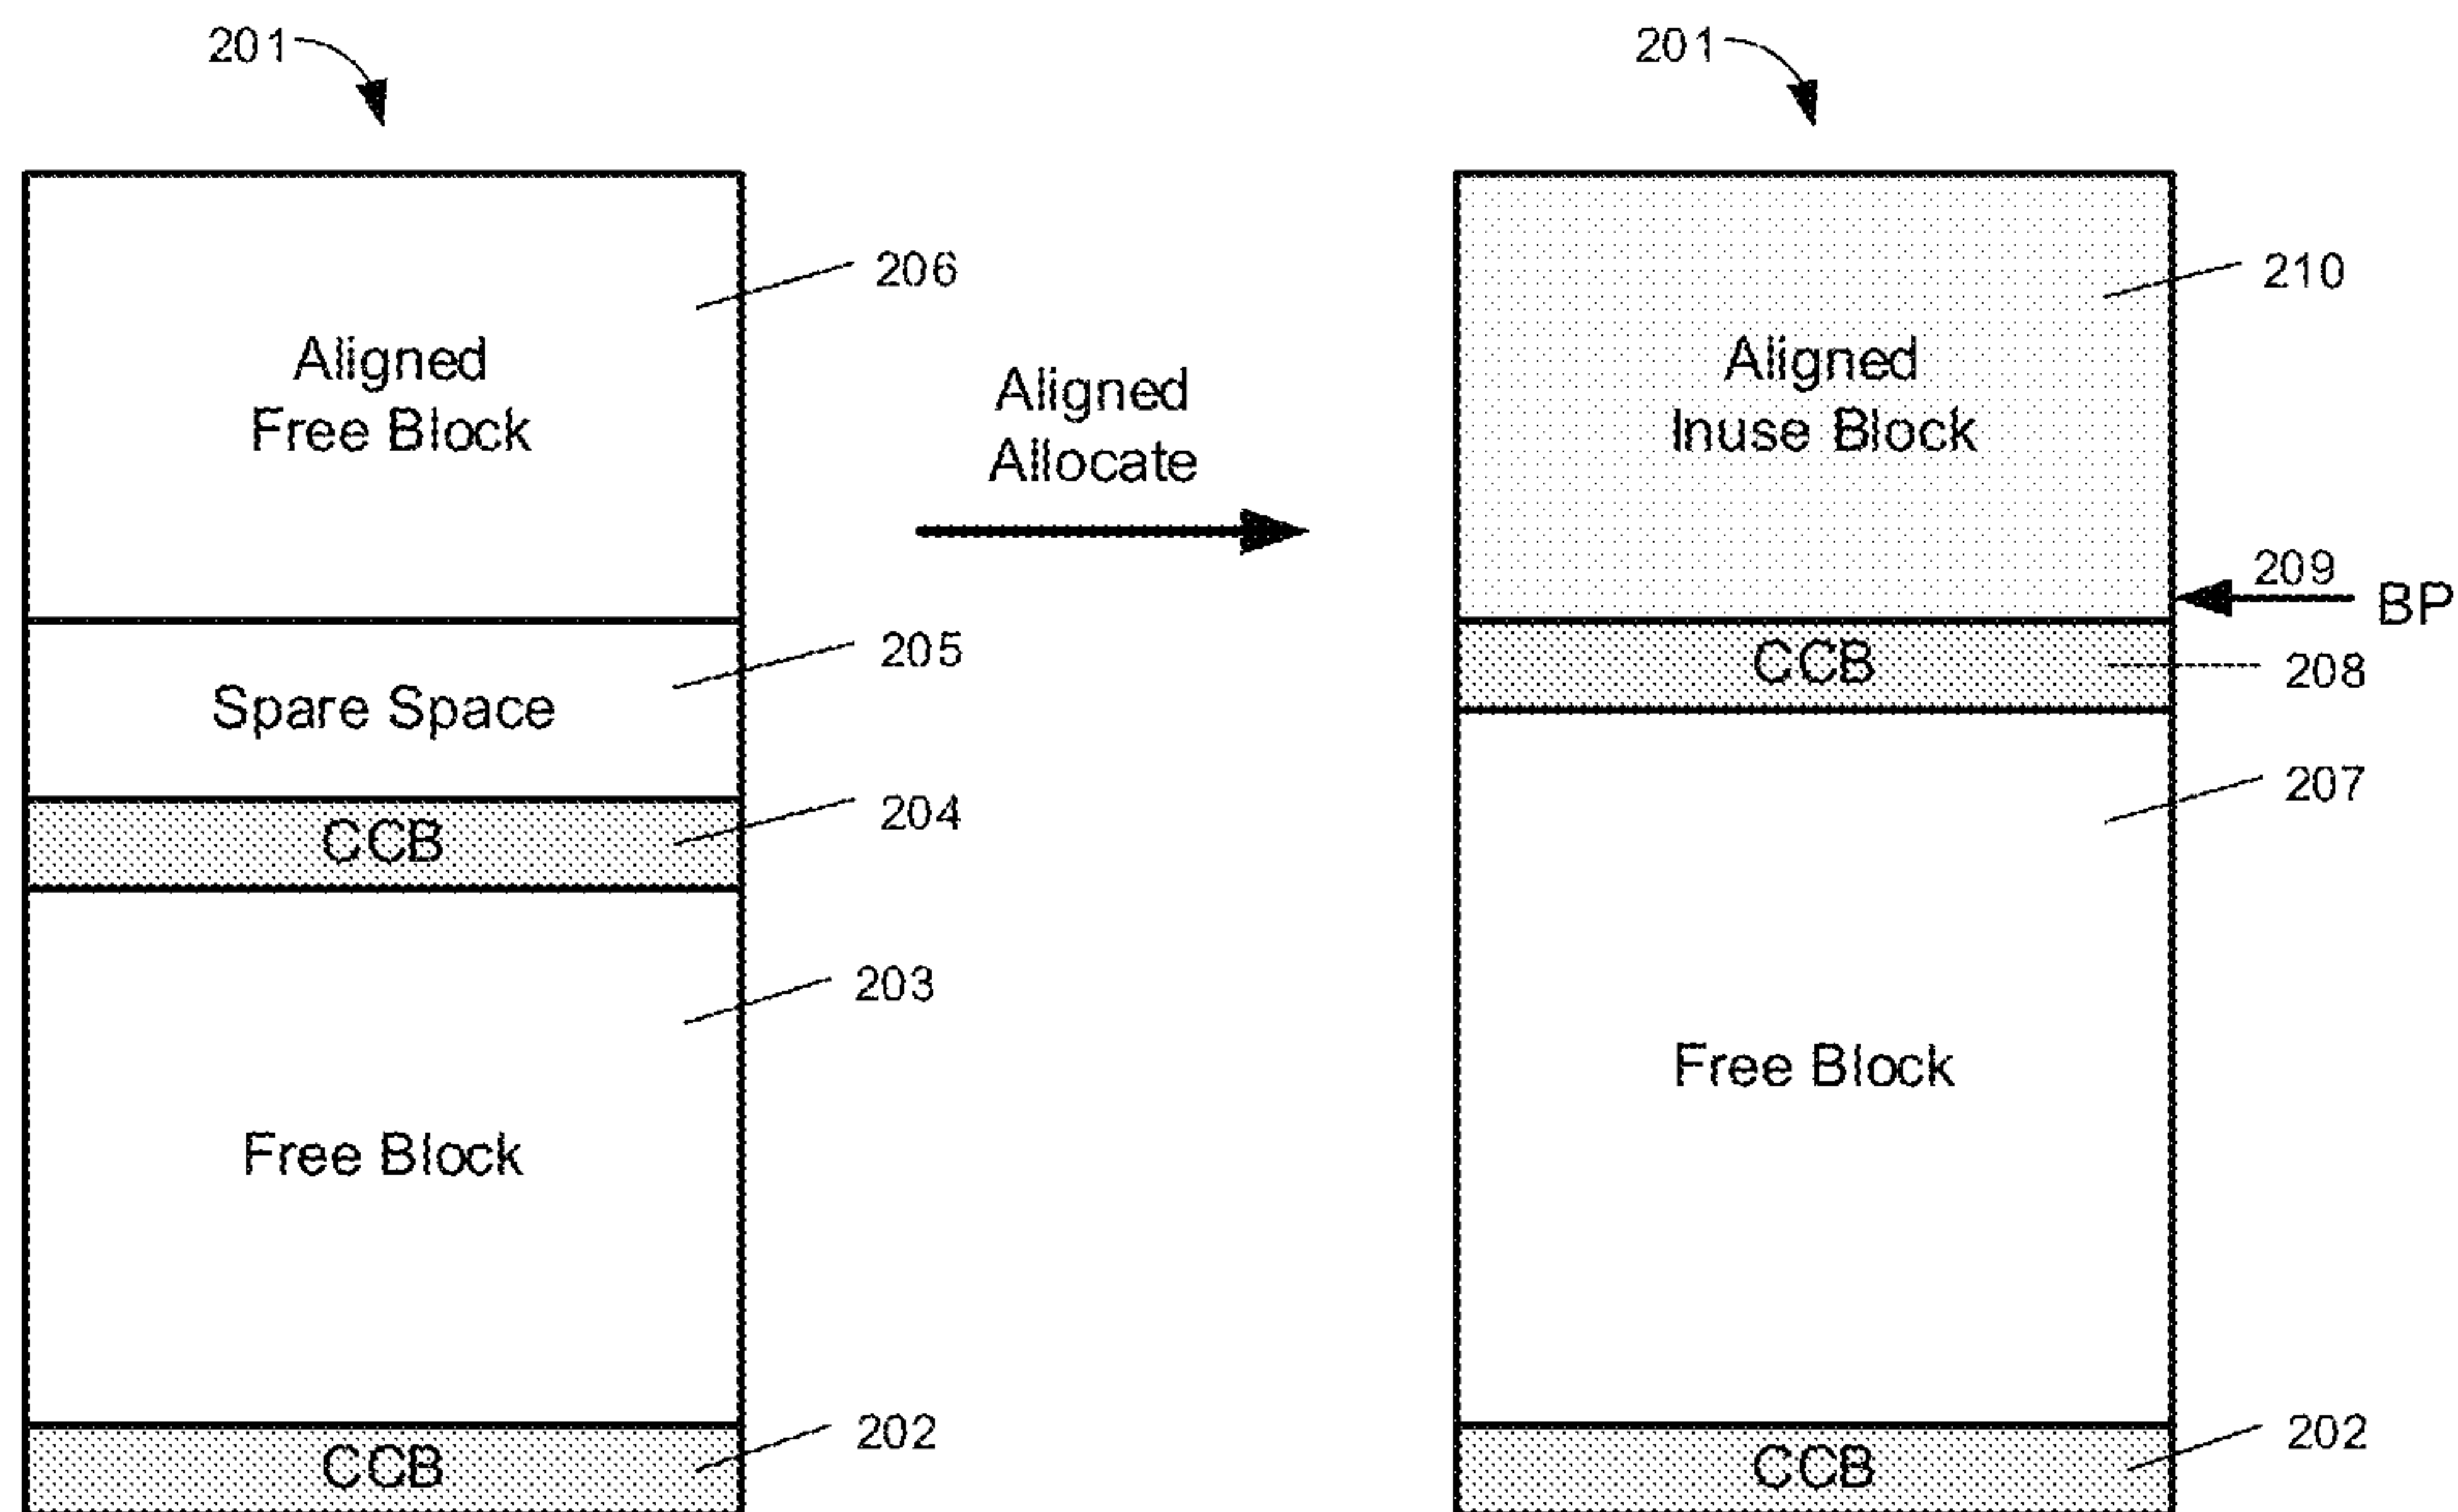 201
201
206
Aligned
Free Block
Aligned
Allocate
210
Aligned
Inuse Block
209
BP
205
Spare Space
CCB
208
204
CCB
207
203
Free Block
Free Block
202
CCB
202
CCB